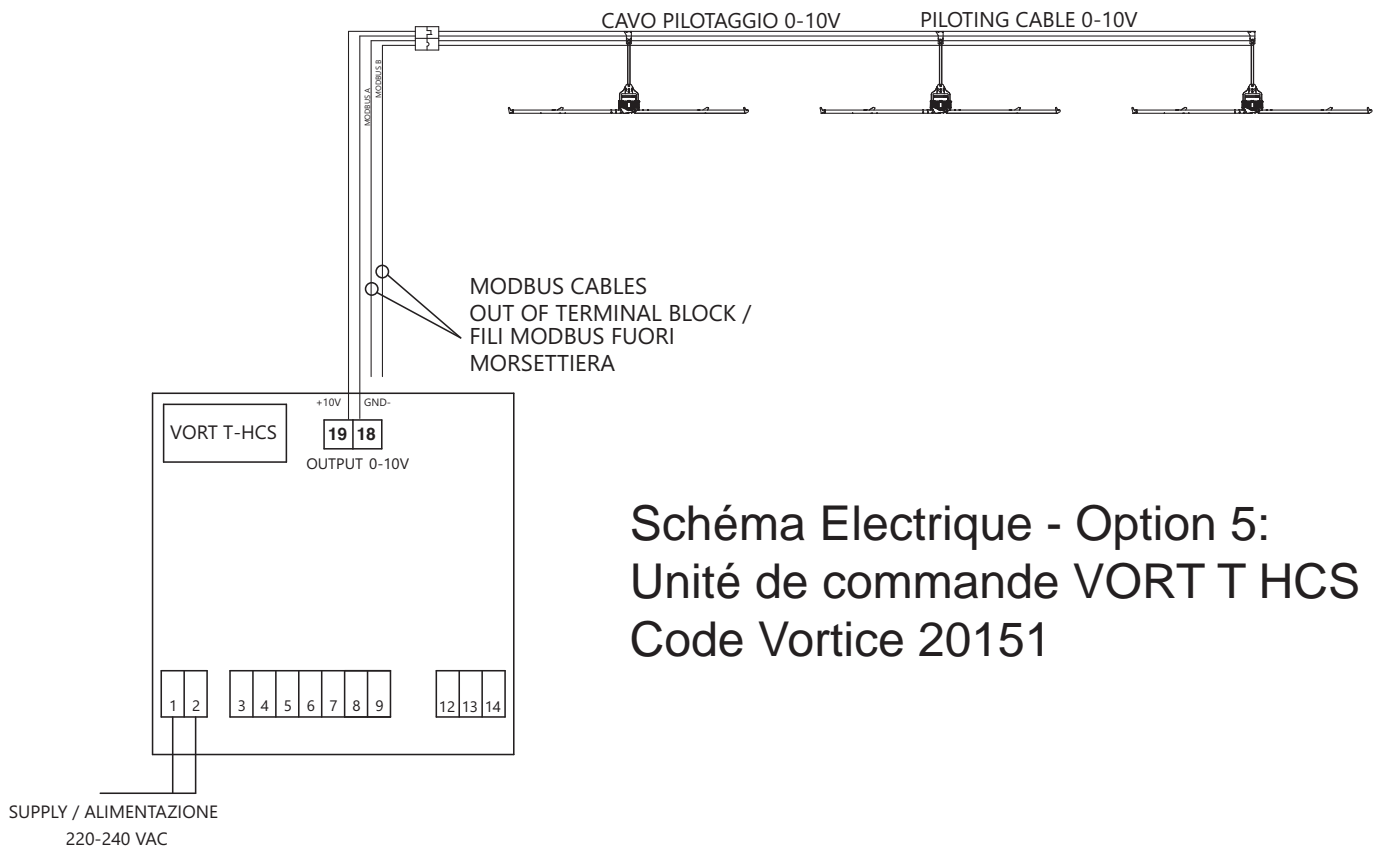 CAVO PILOTAGGIO 0-10V
PILOTING CABLE 0-10V
MODBUS A
MODBUS B
MODBUS CABLES
OUT OF TERMINAL BLOCK /
FILI MODBUS FUORI
MORSETTIERA
+10V
GND-
VORT T-HCS
19 18
OUTPUT 0-10V
Schéma Electrique - Option 5:
Unité de commande VORT T HCS
Code Vortice 20151
1 2 3 4 5 6 7 8 9 12 13 14
SUPPLY / ALIMENTAZIONE
220-240 VAC